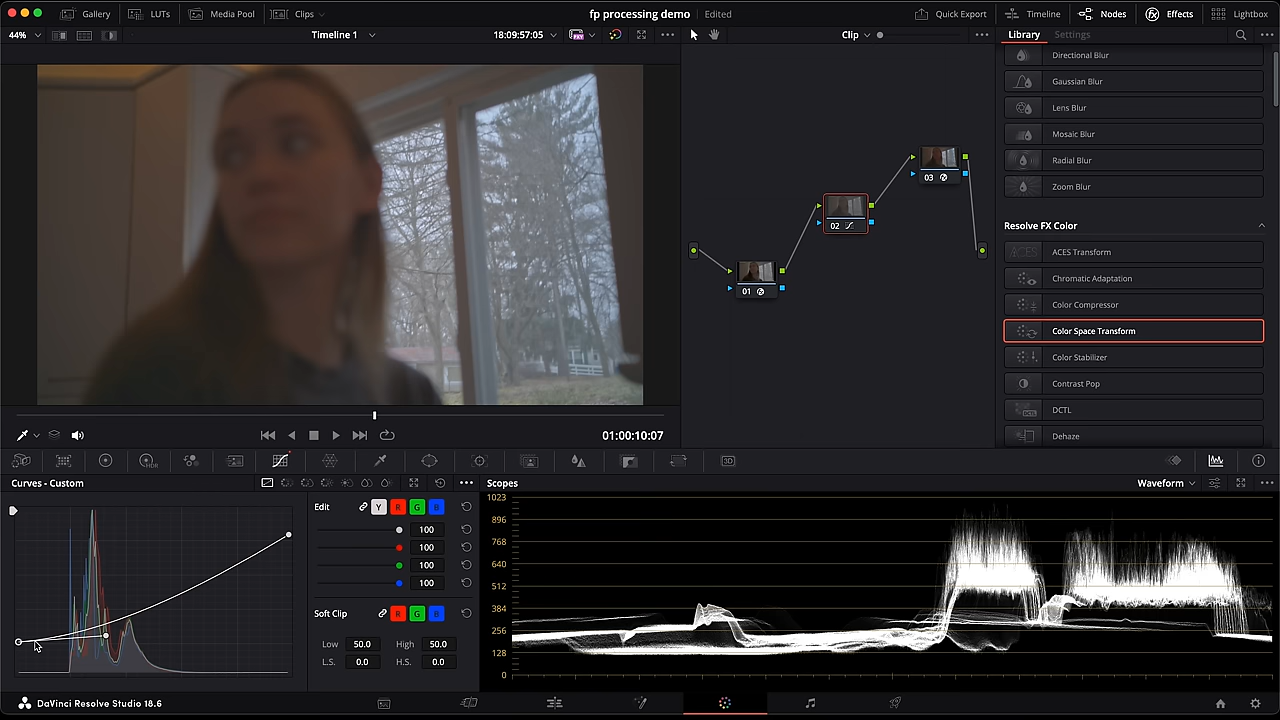 Gallery LUTs Media Pool Clips fp processing demo Edited Quick Export Timeline Nodes Effects Lightbox
44% Timeline 1 18:09:57:05 Clip Library Settings
Directional Blur
Gaussian Blur
Lens Blur
Mosaic Blur
Radial Blur
Zoom Blur
Resolve FX Color
ACES Transform
Chromatic Adaptation
Color Compressor
Color Space Transform
Color Stabilizer
Contrast Pop
DCTL
Dehaze
03
02
01
01:00:10:07
HDR
3D
Curves - Custom
Edit Y R G B
100
100
100
100
Soft Clip R G B
Low 50.0 High 50.0
L.S. 0.0 H.S. 0.0
Scopes Waveform
1023
896
768
640
512
384
256
128
0
DaVinci Resolve Studio 18.6